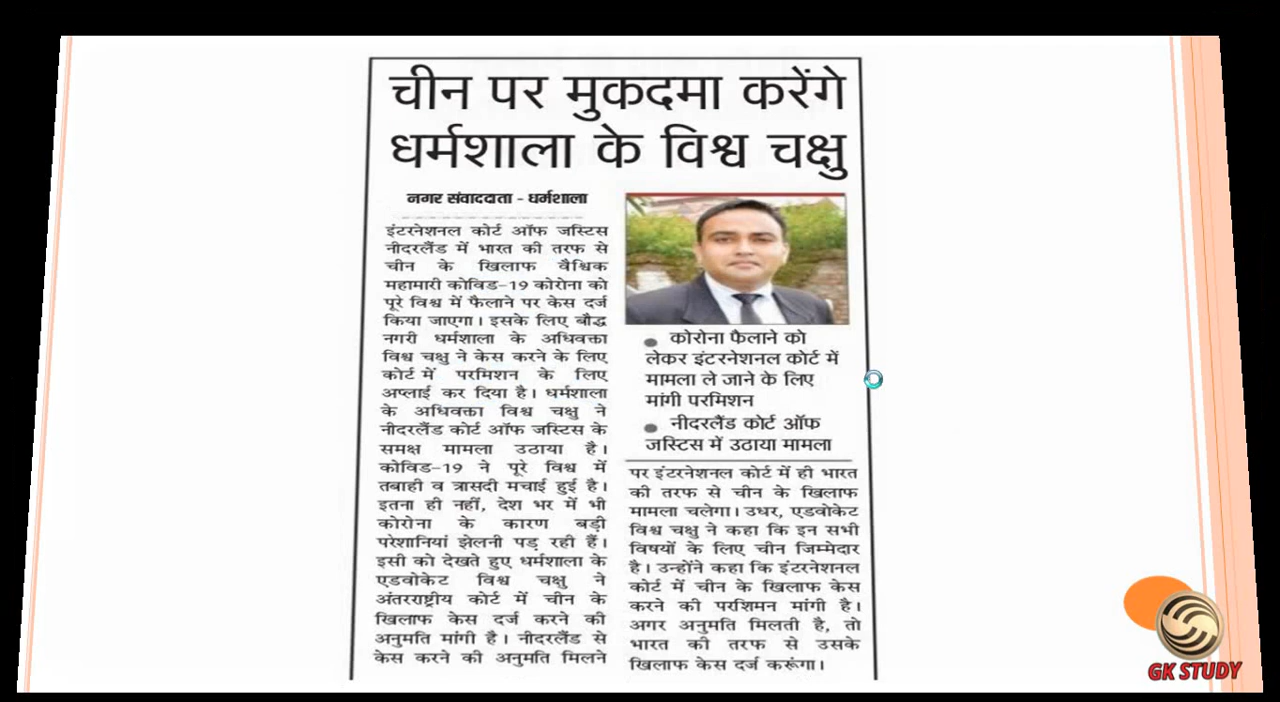 चीन पर मुकदमा करेंगे
धर्मशाला के विश्व चक्षु
नगर संवाददाता - धर्मशाला
इंटरनेशनल कोर्ट ऑफ जस्टिस
नीदरलैंड में भारत की तरफ से
चीन के खिलाफ वैश्विक
महामारी कोविड-19 कोरोना को
पूरे विश्व में फैलाने पर केस दर्ज
किया जाएगा। इसके लिए बौद्ध
नगरी धर्मशाला के अधिवक्ता
विश्व चक्षु ने केस करने के लिए
कोर्ट में परमिशन के लिए
अप्लाई कर दिया है। धर्मशाला
के अधिवक्ता विश्व चक्षु ने
नीदरलैंड कोर्ट ऑफ जस्टिस के
समक्ष मामला उठाया है।
कोविड-19 ने पूरे विश्व में
तबाही व त्रासदी मचाई हुई है।
इतना ही नहीं, देश भर में भी
कोरोना के कारण बड़ी
परेशानियां झेलनी पड़ रही हैं।
इसी को देखते हुए धर्मशाला के
एडवोकेट विश्व चक्षु ने
अंतरराष्ट्रीय कोर्ट में चीन के
खिलाफ केस दर्ज करने की
अनुमति मांगी है। नीदरलैंड से
केस करने की अनुमति मिलने
कोरोना फैलाने को
लेकर इंटरनेशनल कोर्ट में
मामला ले जाने के लिए
मांगी परमिशन
नीदरलैंड कोर्ट ऑफ
जस्टिस में उठाया मामला
पर इंटरनेशनल कोर्ट में ही भारत
की तरफ से चीन के खिलाफ
मामला चलेगा। उधर, एडवोकेट
विश्व चक्षु ने कहा कि इन सभी
विषयों के लिए चीन जिम्मेदार
है। उन्होंने कहा कि इंटरनेशनल
कोर्ट में चीन के खिलाफ केस
करने की परशिमन मांगी है।
अगर अनुमति मिलती है, तो
भारत की तरफ से उसके
खिलाफ केस दर्ज करूंगा।
GK STUDY